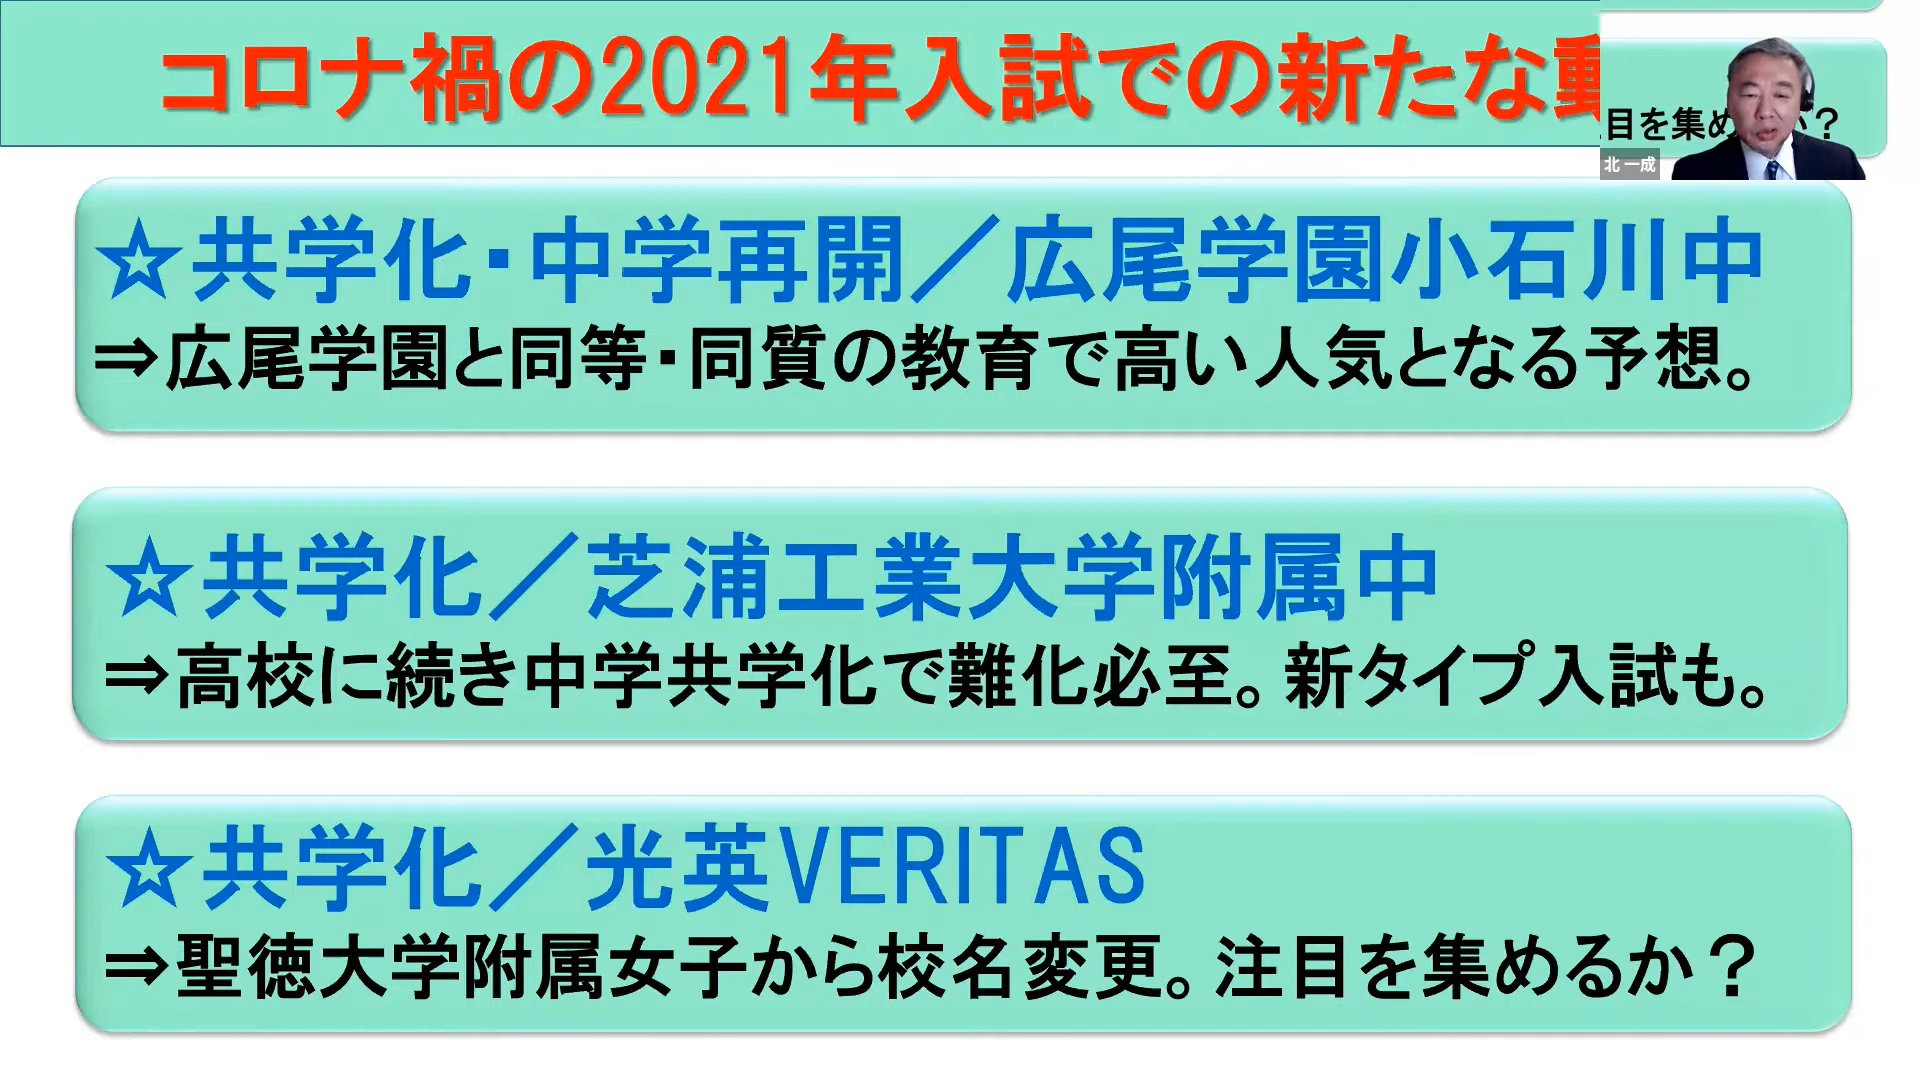 コロナ禍の2021年入試での新たな動
目を集め か？
北 一成
☆共学化・中学再開／広尾学園小石川中
⇒広尾学園と同等・同質の教育で高い人気となる予想。
☆共学化／芝浦工業大学附属中
⇒高校に続き中学共学化で難化必至。新タイプ入試も。
☆共学化／光英VERITAS
⇒聖徳大学附属女子から校名変更。注目を集めるか？